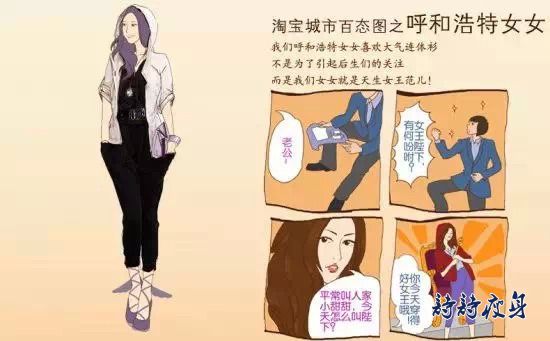 淘宝城市百态图之呼和浩特女女
我们呼和浩特女女喜欢大气连体衫
不是为了引起后生们的关注
而是我们女女就是天生女王范儿!
老公~
女王陛下,
有何吩咐?
平常叫人家
小甜甜,今
天怎么叫陛
下?
你今天穿得
好女王哦!